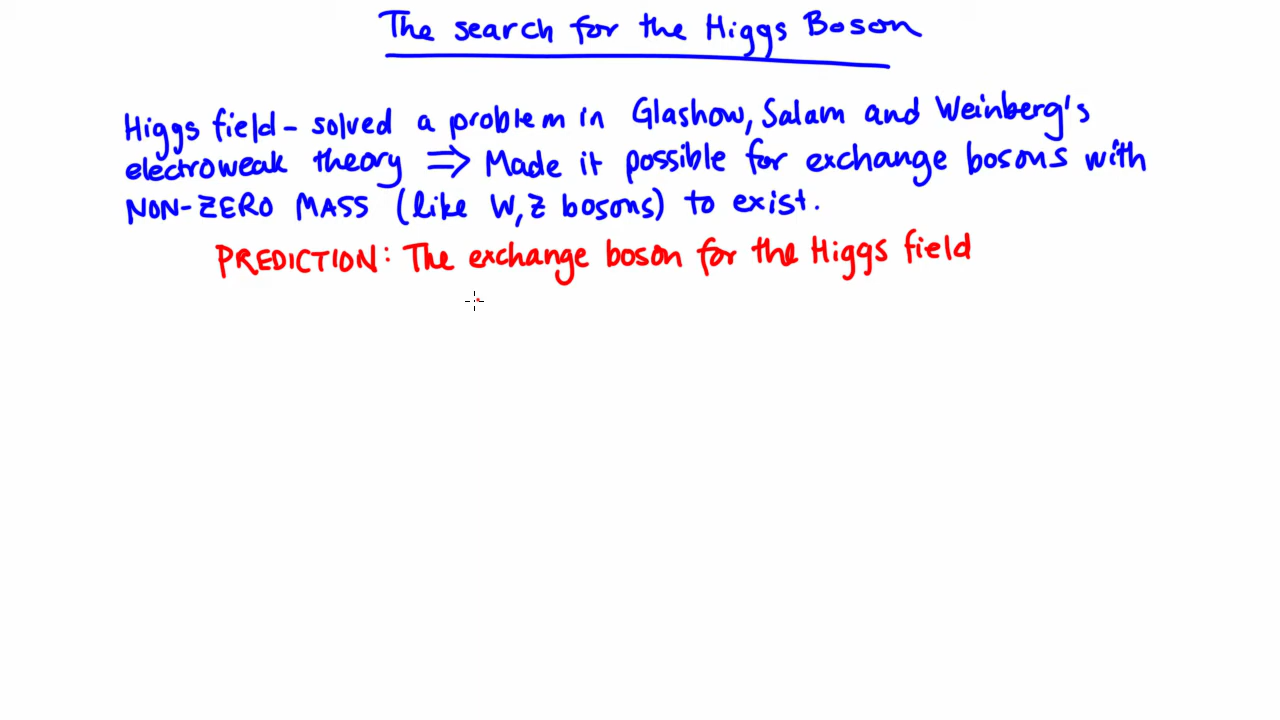 The search for the Higgs Boson
Higgs field - solved a problem in Glashow, Salam and Weinberg's
electroweak theory ⇒ Made it possible for exchange bosons with
NON-ZERO MASS (like W, Z bosons) to exist.
PREDICTION: The exchange boson for the Higgs field